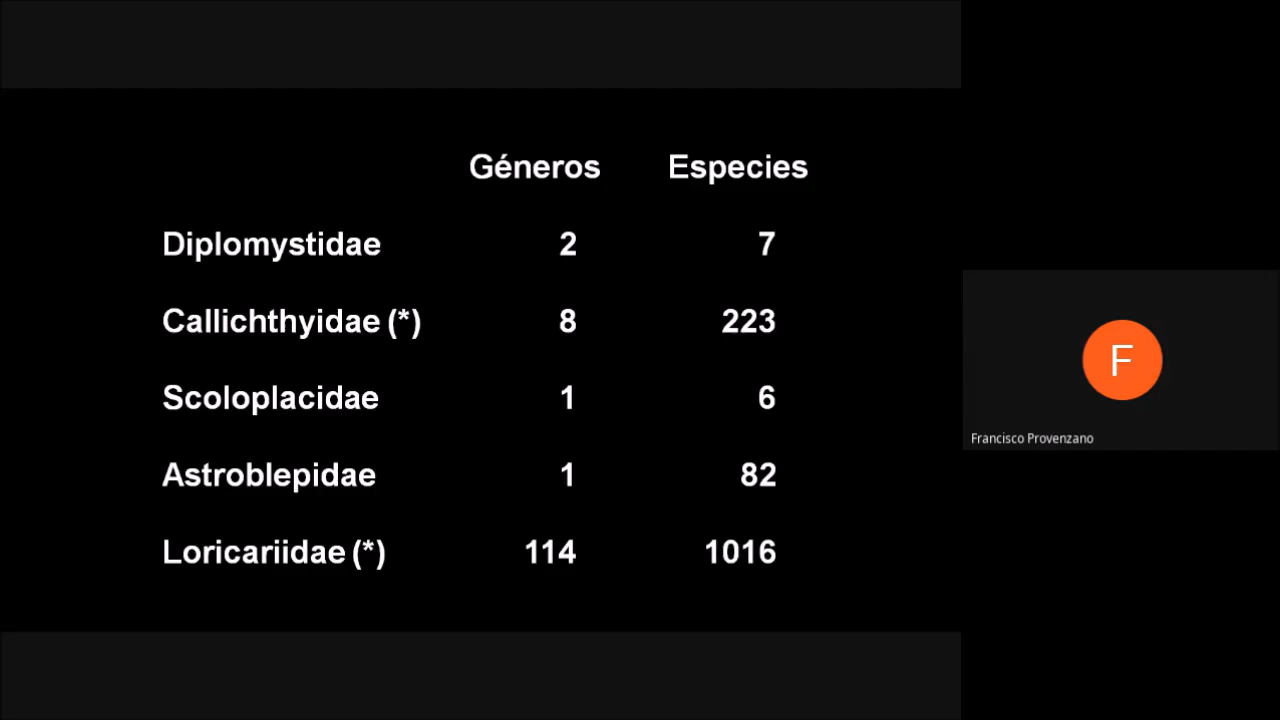 Géneros Especies
Diplomystidae 2 7
Callichthyidae (*) 8 223
Scoloplacidae 1 6
Astroblepidae 1 82
Loricariidae (*) 114 1016
F
Francisco Provenzano